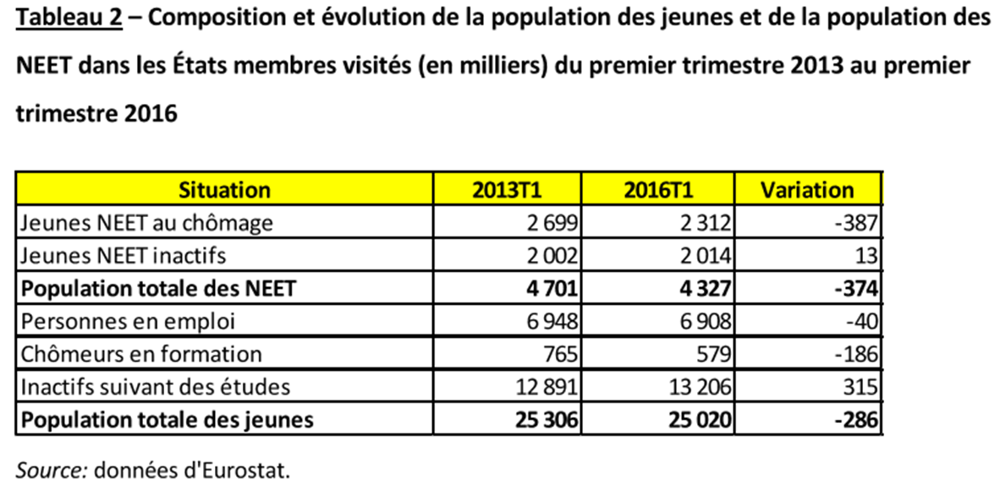 Tableau 2 – Composition et évolution de la population des jeunes et de la population des
NEET dans les États membres visités (en milliers) du premier trimestre 2013 au premier
trimestre 2016
Situation 2013T1 2016T1 Variation
Jeunes NEET au chômage 2 699 2 312 -387
Jeunes NEET inactifs 2 002 2 014 13
Population totale des NEET 4 701 4 327 -374
Personnes en emploi 6 948 6 908 -40
Chômeurs en formation 765 579 -186
Inactifs suivant des études 12 891 13 206 315
Population totale des jeunes 25 306 25 020 -286
Source: données d'Eurostat.